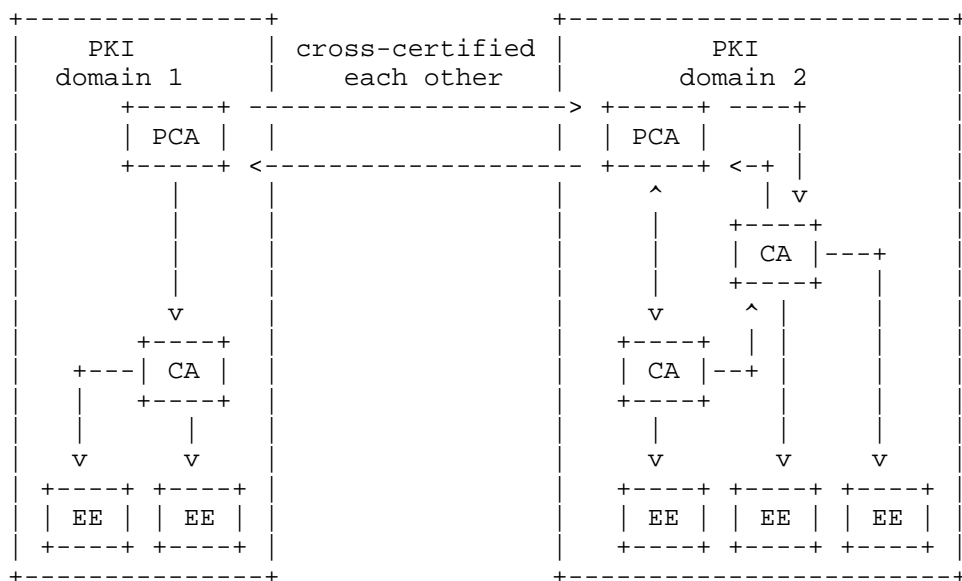 PKI cross-certified PKI
domain 1 each other domain 2
PCA PCA
CA
CA CA
EE EE EE EE EE